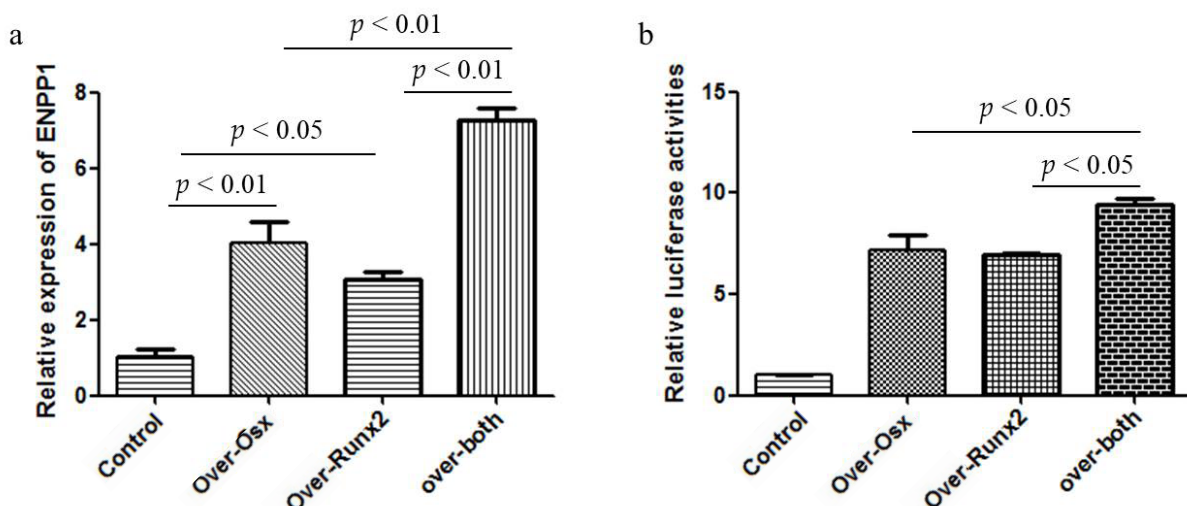 a
p < 0.01
p < 0.01
p < 0.05
p < 0.01
Relative expression of ENPP1
8
6
4
2
0
Control
Over-Osx
Over-Runx2
over-both
b
p < 0.05
p < 0.05
Relative luciferase activities
15
10
5
0
Control
Over-Osx
Over-Runx2
over-both